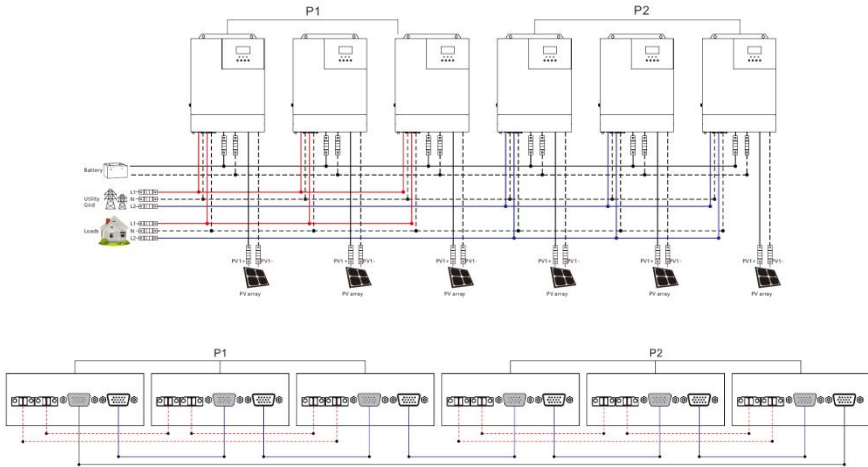 P1 P2
Battery
Utility
Grid
L1
N
L2
Loads
L1
N
L2
PV1+ PV1- PV1+ PV1- PV1+ PV1- PV1+ PV1- PV1+ PV1- PV1+ PV1-
PV array PV array PV array PV array PV array PV array
P1 P2